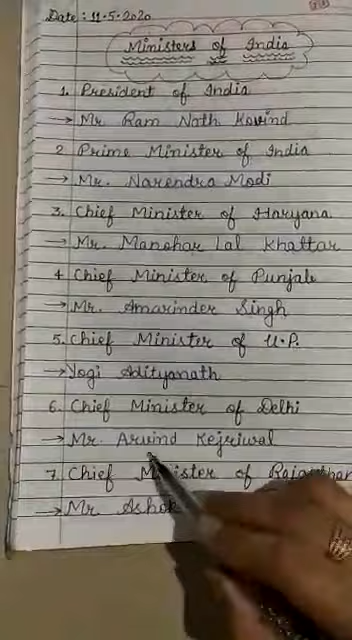 Date : 11.5.2020
Ministers of India
1. President of India
→ Mr. Ram Nath Kovind
2 Prime Minister of India
→ Mr. Narendra Modi
3. Chief Minister of Haryana
→ Mr. Manohar Lal Khattar
4 Chief Minister of Punjab
→ Mr. Amarinder Singh
5. Chief Minister of U.P.
→ Yogi Adityanath
6. Chief Minister of Delhi
→ Mr. Arvind Kejriwal
7. Chief Minister of Rajasthan
→ Mr Ashok